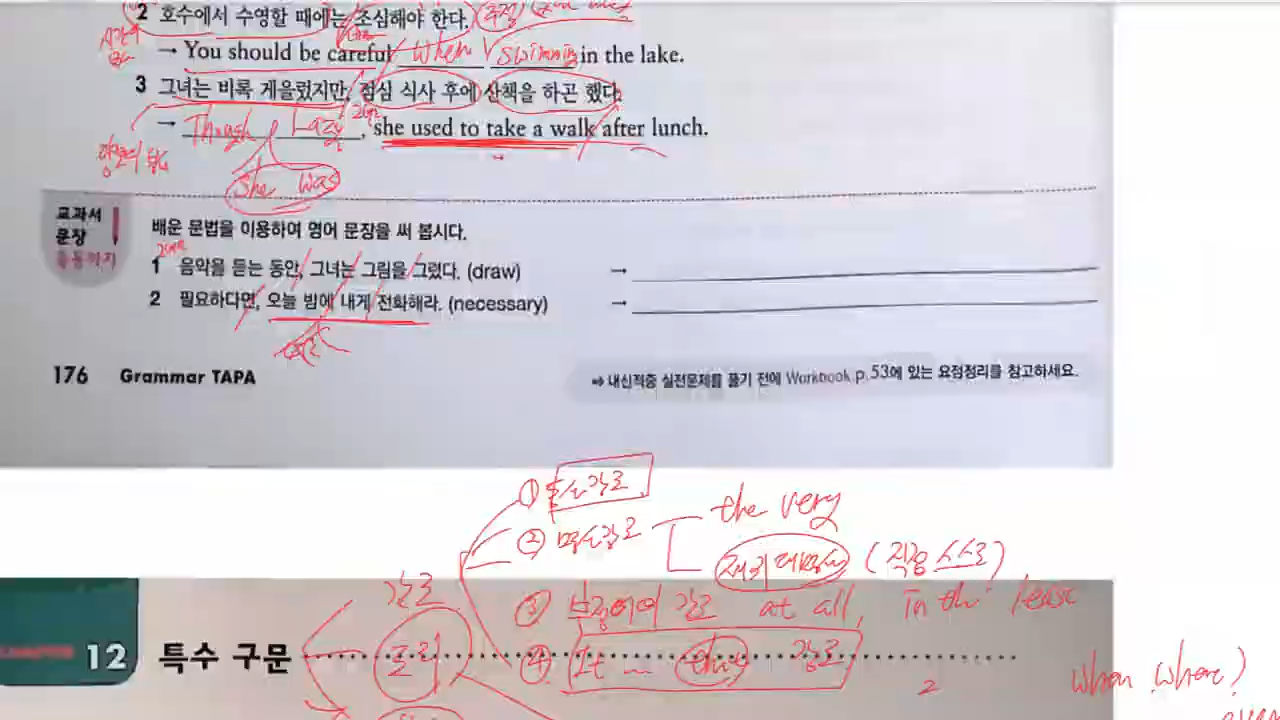 2 호수에서 수영할 때에는 조심해야 한다.
→ You should be careful when swimming in the lake.
3 그녀는 비록 게을렀지만, 점심 식사 후에 산책을 하곤 했다.
→ Though Lazy, she used to take a walk after lunch.
She was
교과서
문장
배운 문법을 이용하여 영어 문장을 써 봅시다.
1 음악을 듣는 동안, 그녀는 그림을 그렸다. (draw) →
2 필요하다면, 오늘 밤에 내게 전화해라. (necessary) →
176 Grammar TAPA
⇨ 내신적중 실전문제를 풀기 전에 Workbook p.53에 있는 요점정리를 참고하세요.
① 동사강조
② 명사강조 the very
재귀대명사 (직접 스스로)
강조
③ 부정어의 강조 at all, in the least
CHAPTER 12 특수 구문
④ It ~ that 강조
2
when where?